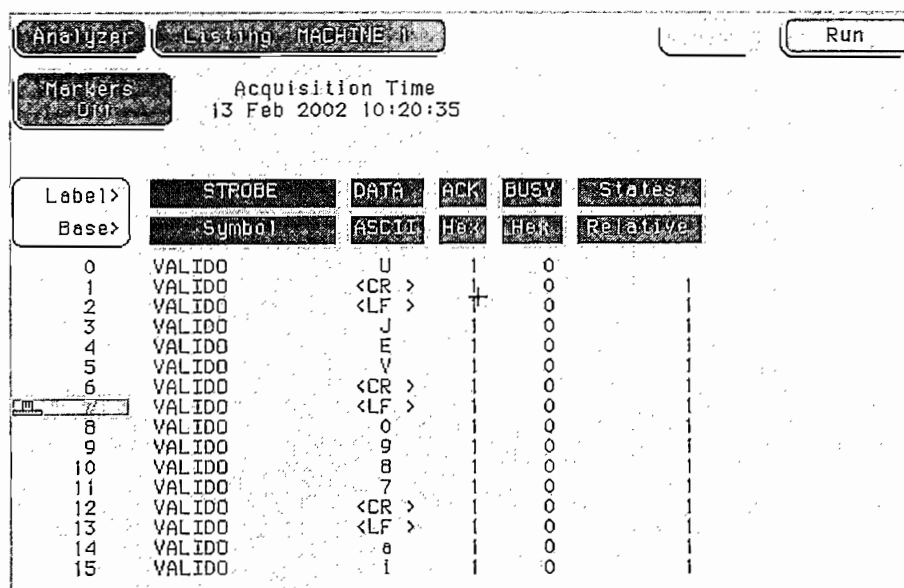 Analyzer Listing MACHINE 1 Run
Markers Off Acquisition Time
13 Feb 2002 10:20:35
Label> STROBE DATA ACK BUSY States
Base> Symbol ASCII Hex Hex Relative
0 VALIDO U 1 0
1 VALIDO <CR > 1 0 1
2 VALIDO <LF > 1 0 1
3 VALIDO J 1 0 1
4 VALIDO E 1 0 1
5 VALIDO V 1 0 1
6 VALIDO <CR > 1 0 1
7 VALIDO <LF > 1 0 1
8 VALIDO 0 1 0 1
9 VALIDO 9 1 0 1
10 VALIDO 8 1 0 1
11 VALIDO 7 1 0 1
12 VALIDO <CR > 1 0 1
13 VALIDO <LF > 1 0 1
14 VALIDO a 1 0 1
15 VALIDO i 1 0 1